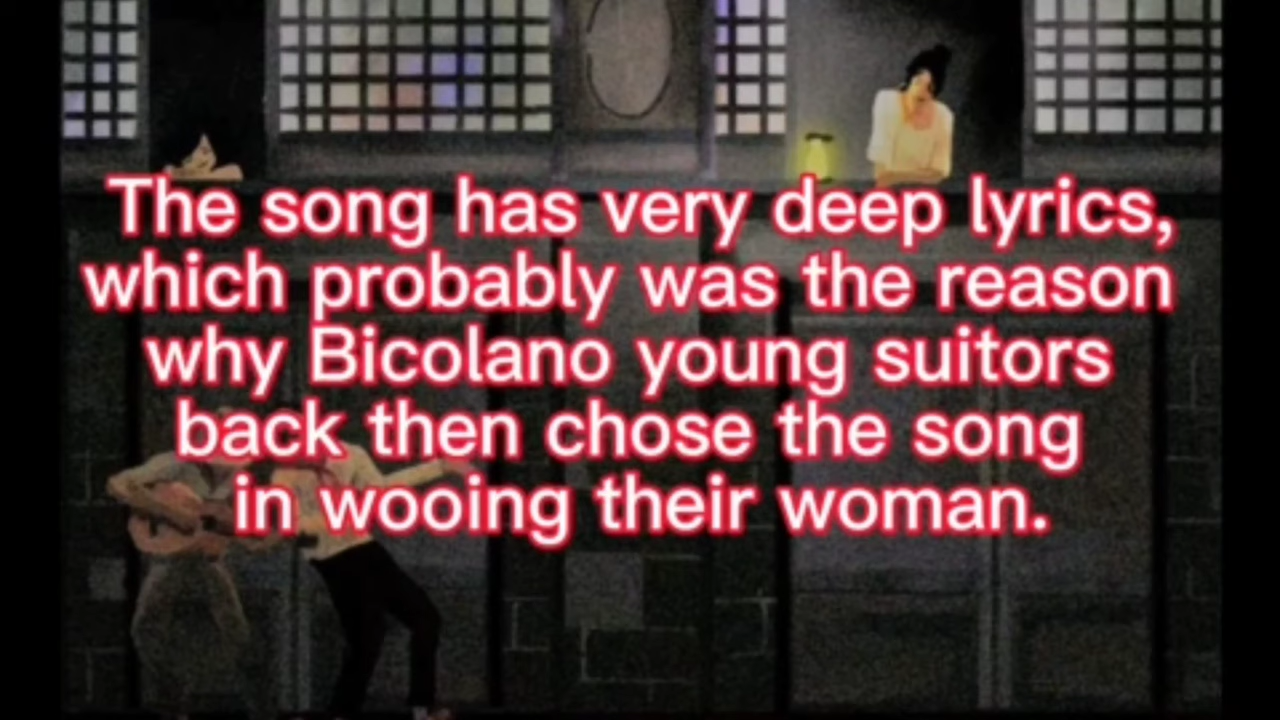 The song has very deep lyrics,
which probably was the reason
why Bicolano young suitors
back then chose the song
in wooing their woman.